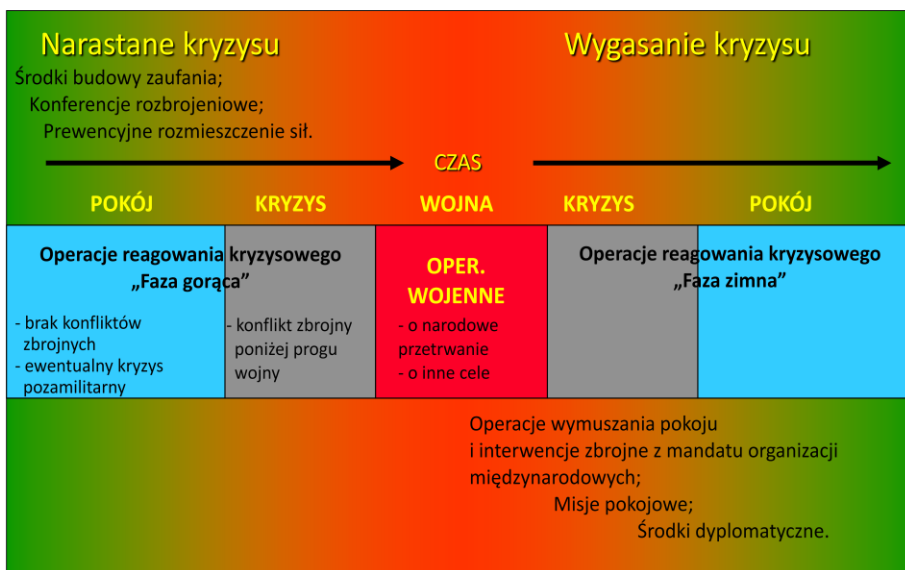 Narastane kryzysu
Środki budowy zaufania;
Konferencje rozbrojeniowe;
Prewencyjne rozmieszczenie sił.
Wygasanie kryzysu
CZAS
POKÓJ
KRYZYS
WOJNA
KRYZYS
POKÓJ
Operacje reagowania kryzysowego
„Faza gorąca”
- brak konfliktów
zbrojnych
- ewentualny kryzys
pozamilitarny
- konflikt zbrojny
poniżej progu
wojny
OPER.
WOJENNE
- o narodowe
przetrwanie
- o inne cele
Operacje reagowania kryzysowego
„Faza zimna”
Operacje wymuszania pokoju
i interwencje zbrojne z mandatu organizacji
międzynarodowych;
Misje pokojowe;
Środki dyplomatyczne.